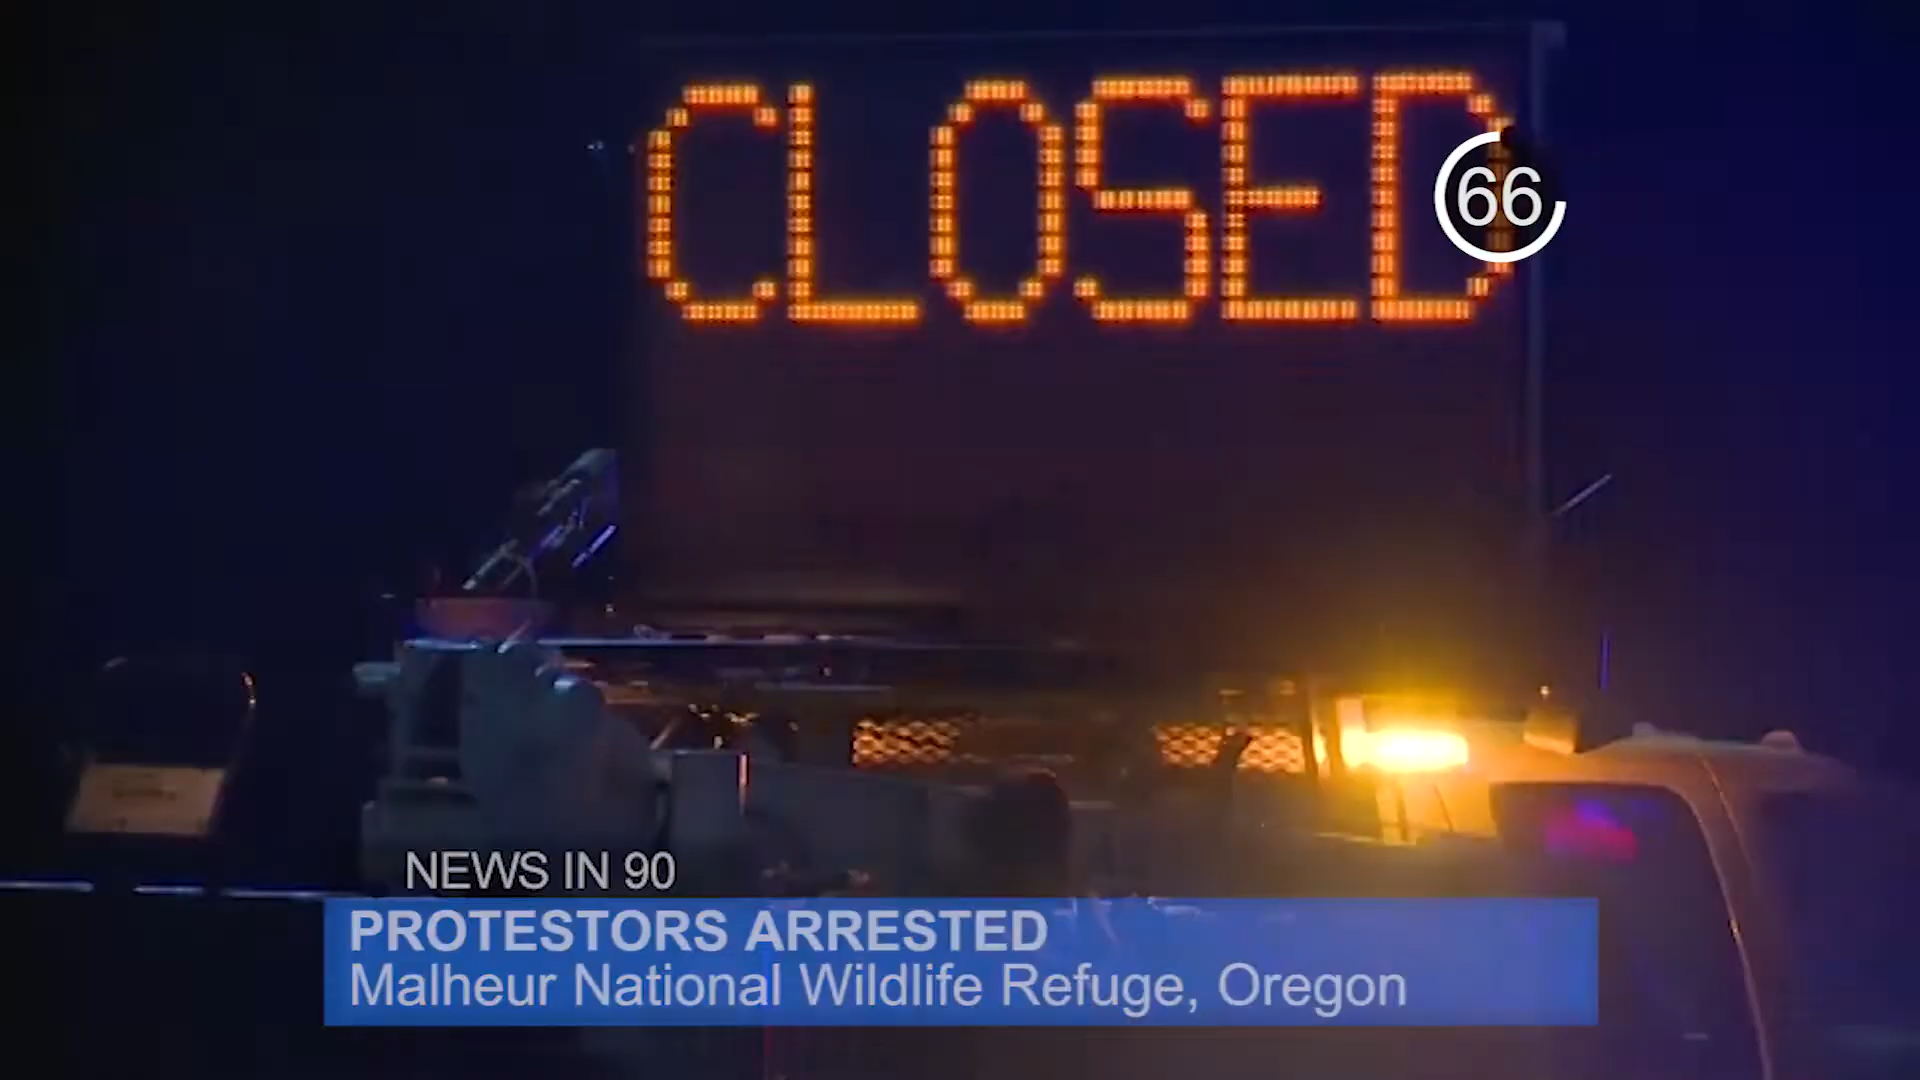 CLOSED
66
NEWS IN 90
PROTESTORS ARRESTED
Malheur National Wildlife Refuge, Oregon